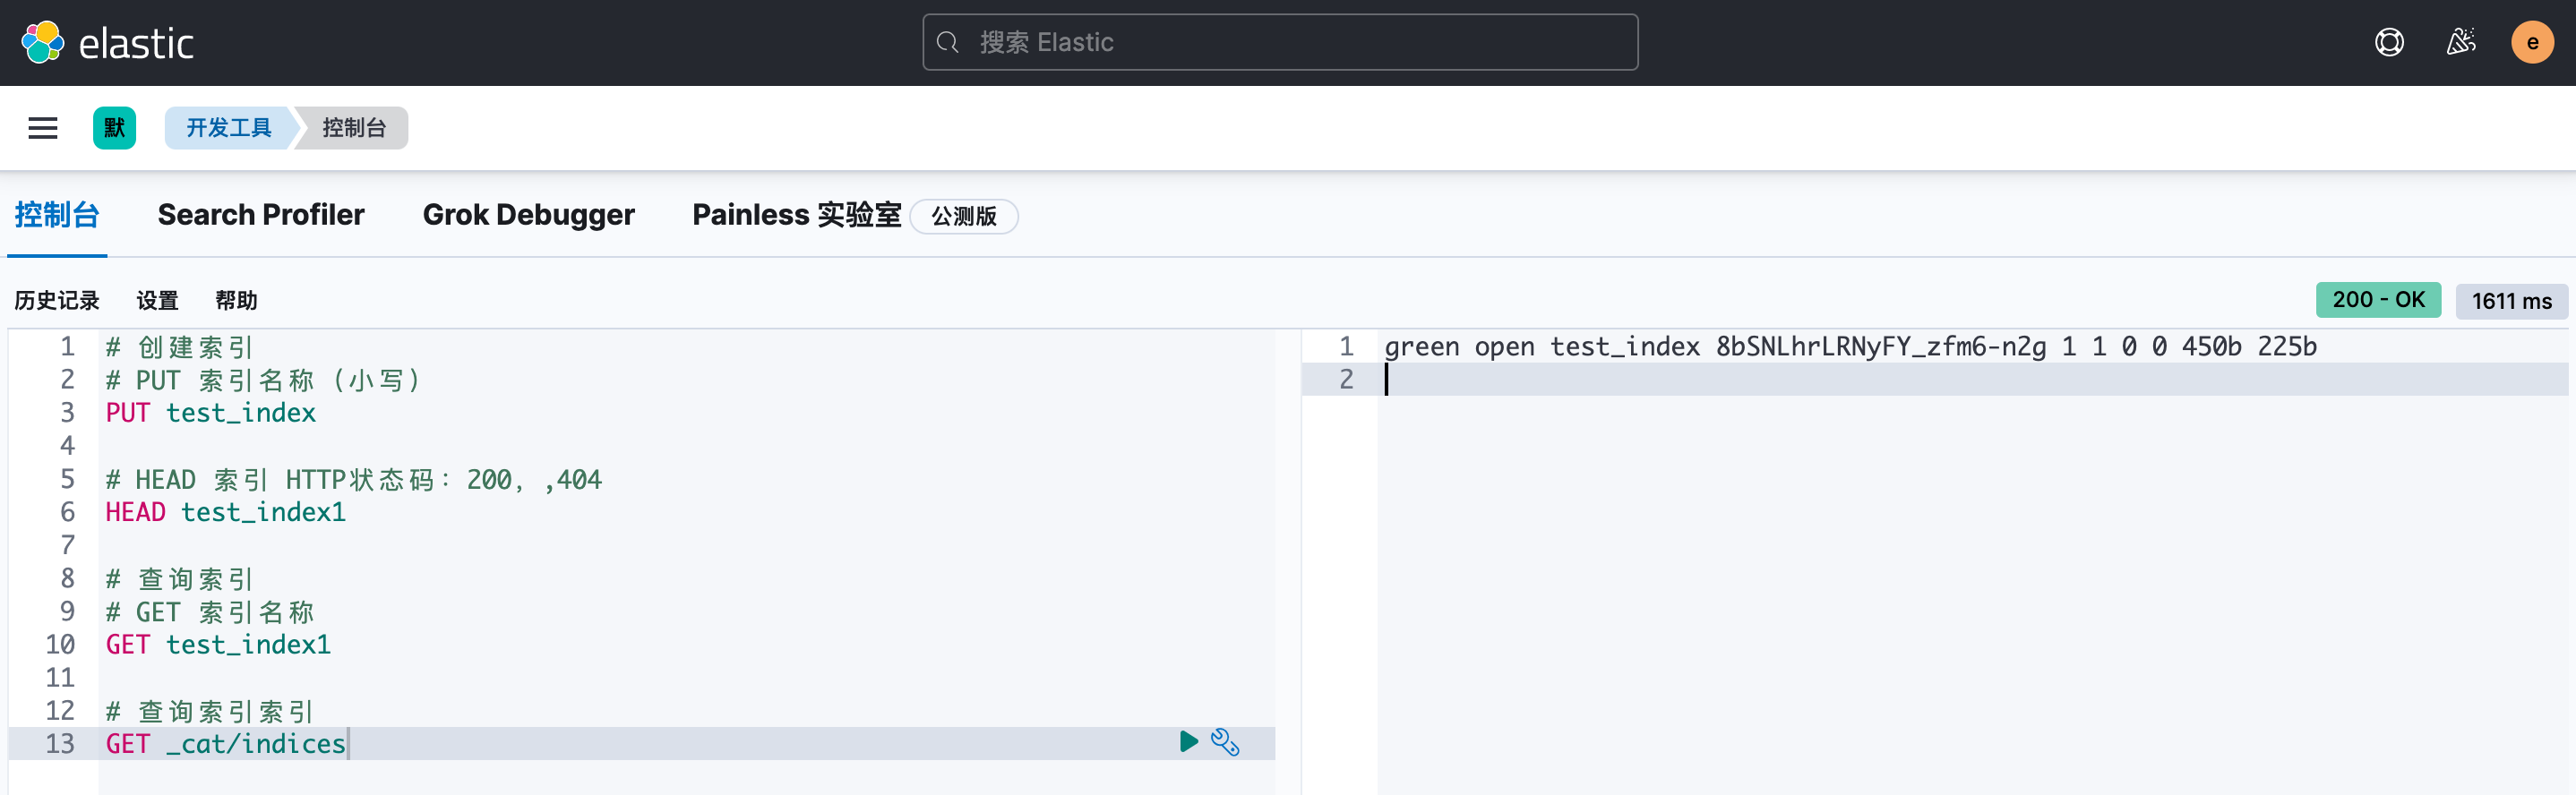 elastic
搜索 Elastic
e
默
开发工具
控制台
控制台
Search Profiler
Grok Debugger
Painless 实验室
公测版
历史记录
设置
帮助
200 - OK
1611 ms
1 # 创建索引
2 # PUT 索引名称（小写）
3 PUT test_index
4
5 # HEAD 索引 HTTP状态码：200，,404
6 HEAD test_index1
7
8 # 查询索引
9 # GET 索引名称
10 GET test_index1
11
12 # 查询索引索引
13 GET _cat/indices
1 green open test_index 8bSNLhrLRNyFY_zfm6-n2g 1 1 0 0 450b 225b
2